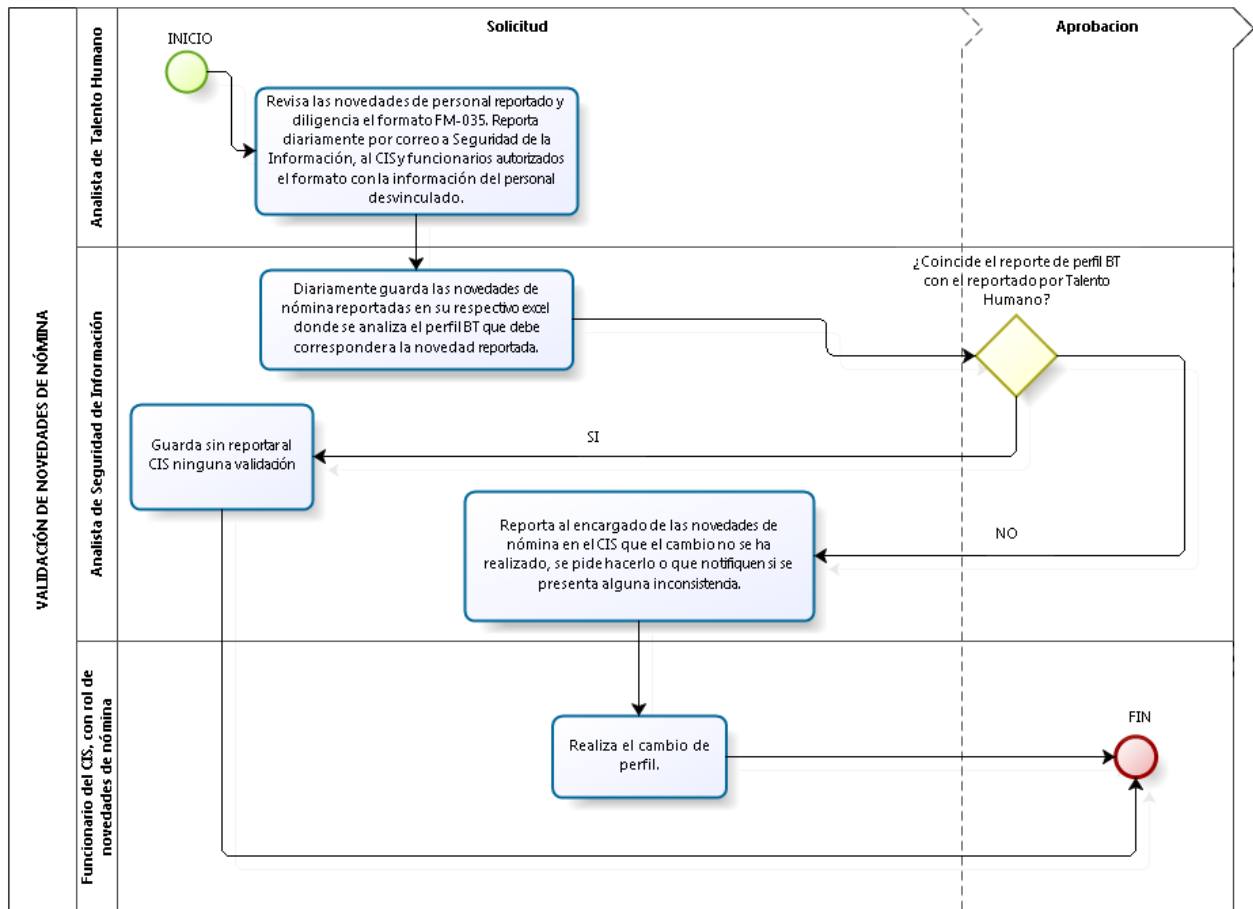 Solicitud
Aprobacion
VALIDACIÓN DE NOVEDADES DE NÓMINA
Analista de Talento Humano
INICIO
Revisa las novedades de personal reportado y
diligencia el formato FM-035. Reporta
diariamente por correo a Seguridad de la
Información, al CIS y funcionarios autorizados
el formato con la información del personal
desvinculado.
Analista de Seguridad de Información
Diariamente guarda las novedades de
nómina reportadas en su respectivo excel
donde se analiza el perfil BT que debe
corresponder a la novedad reportada.
¿Coincide el reporte de perfil BT
con el reportado por Talento
Humano?
SI
Guarda sin reportar al
CIS ninguna validación
NO
Reporta al encargado de las novedades de
nómina en el CIS que el cambio no se ha
realizado, se pide hacerlo o que notifiquen si se
presenta alguna inconsistencia.
Funcionario del CIS, con rol de
novedades de nómina
Realiza el cambio de
perfil.
FIN